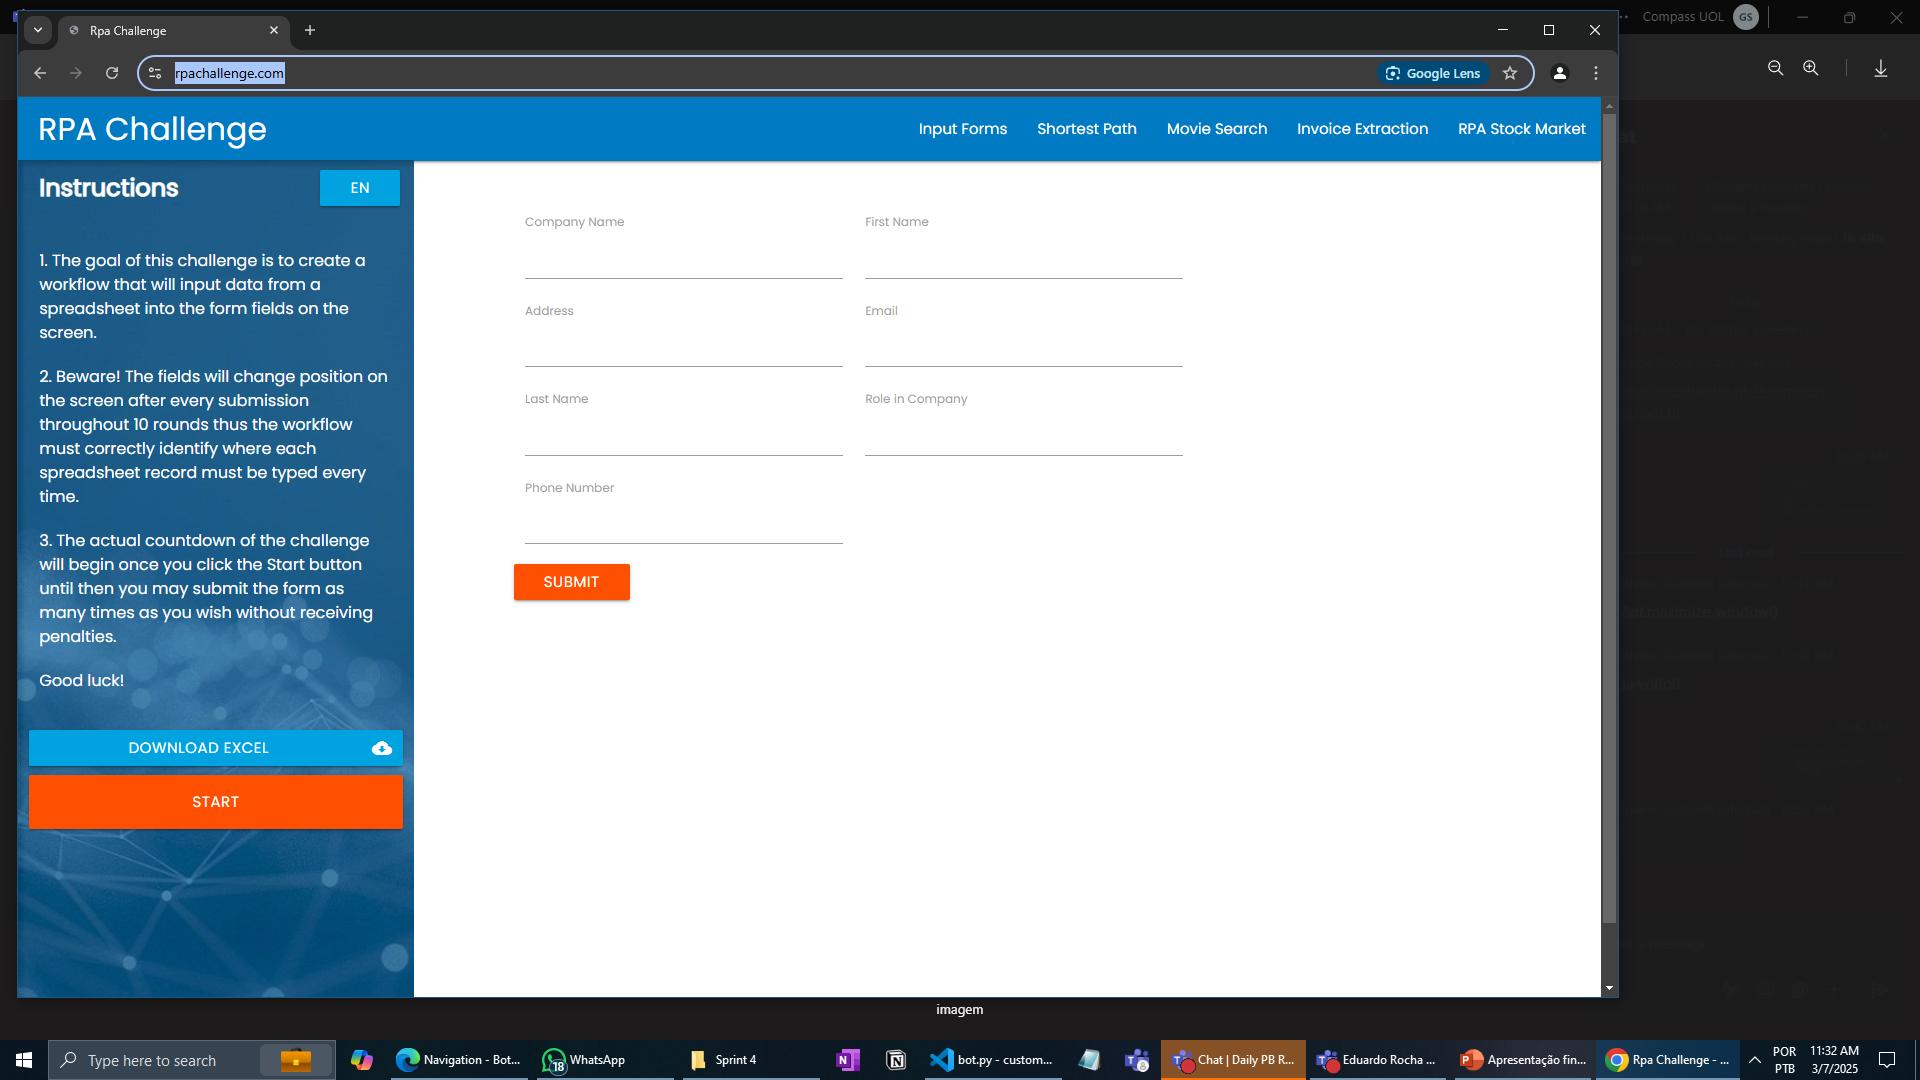 Rpa Challenge
Compass UOL
GS
rpachallenge.com
Google Lens
RPA Challenge
Input Forms
Shortest Path
Movie Search
Invoice Extraction
RPA Stock Market
Instructions
EN
1. The goal of this challenge is to create a
workflow that will input data from a
spreadsheet into the form fields on the
screen.
2. Beware! The fields will change position on
the screen after every submission
throughout 10 rounds thus the workflow
must correctly identify where each
spreadsheet record must be typed every
time.
3. The actual countdown of the challenge
will begin once you click the Start button
until then you may submit the form as
many times as you wish without receiving
penalties.
Good luck!
DOWNLOAD EXCEL
START
Company Name
First Name
Address
Email
Last Name
Role in Company
Phone Number
SUBMIT
imagem
Type here to search
Navigation - Bot...
18
WhatsApp
Sprint 4
bot.py - custom...
Chat | Daily PB R...
Eduardo Rocha ...
Apresentação fin...
Rpa Challenge - ...
POR
PTB
11:32 AM
3/7/2025